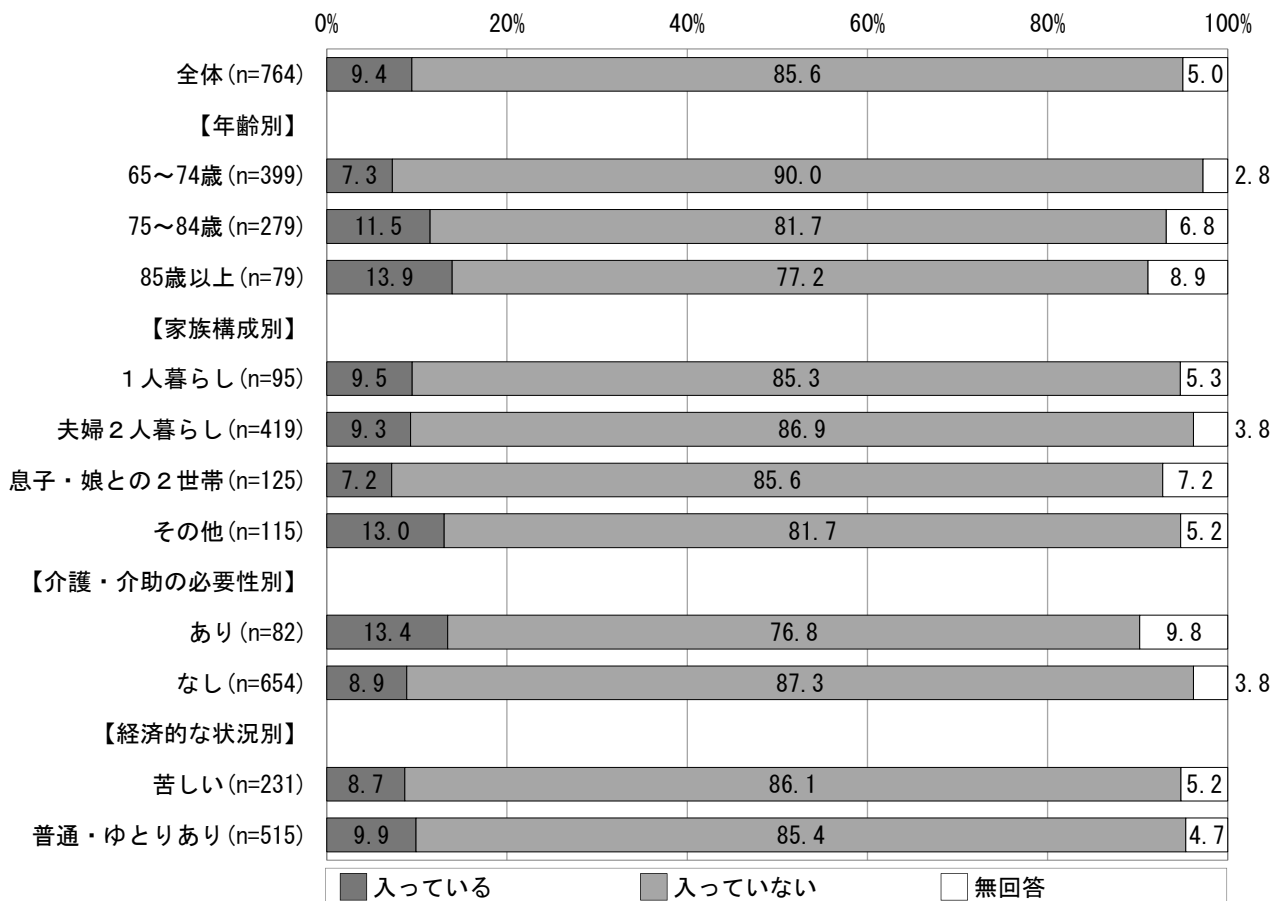 0% 20% 40% 60% 80% 100%
全体(n=764) 9.4 85.6 5.0
【年齢別】
65～74歳(n=399) 7.3 90.0 2.8
75～84歳(n=279) 11.5 81.7 6.8
85歳以上(n=79) 13.9 77.2 8.9
【家族構成別】
１人暮らし(n=95) 9.5 85.3 5.3
夫婦２人暮らし(n=419) 9.3 86.9 3.8
息子・娘との２世帯(n=125) 7.2 85.6 7.2
その他(n=115) 13.0 81.7 5.2
【介護・介助の必要性別】
あり(n=82) 13.4 76.8 9.8
なし(n=654) 8.9 87.3 3.8
【経済的な状況別】
苦しい(n=231) 8.7 86.1 5.2
普通・ゆとりあり(n=515) 9.9 85.4 4.7
入っている 入っていない 無回答